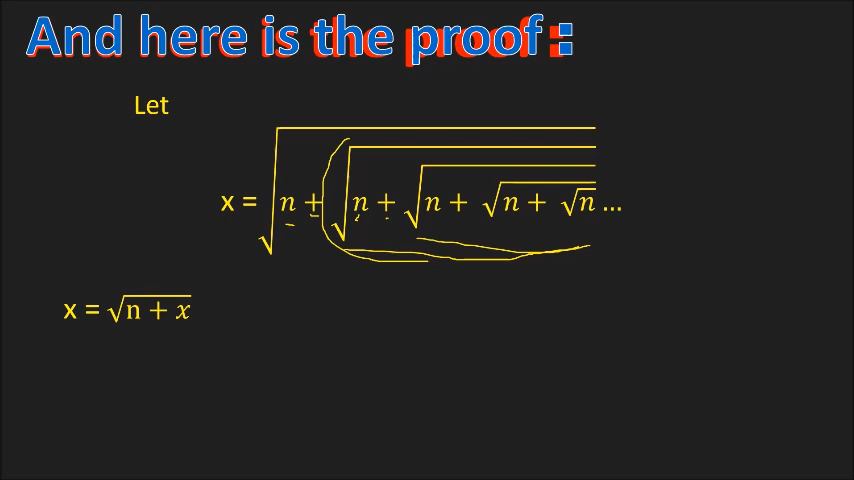 And here is the proof:
Let
x = √(n + √(n + √(n + √(n + √n ...
x = √(n + x)